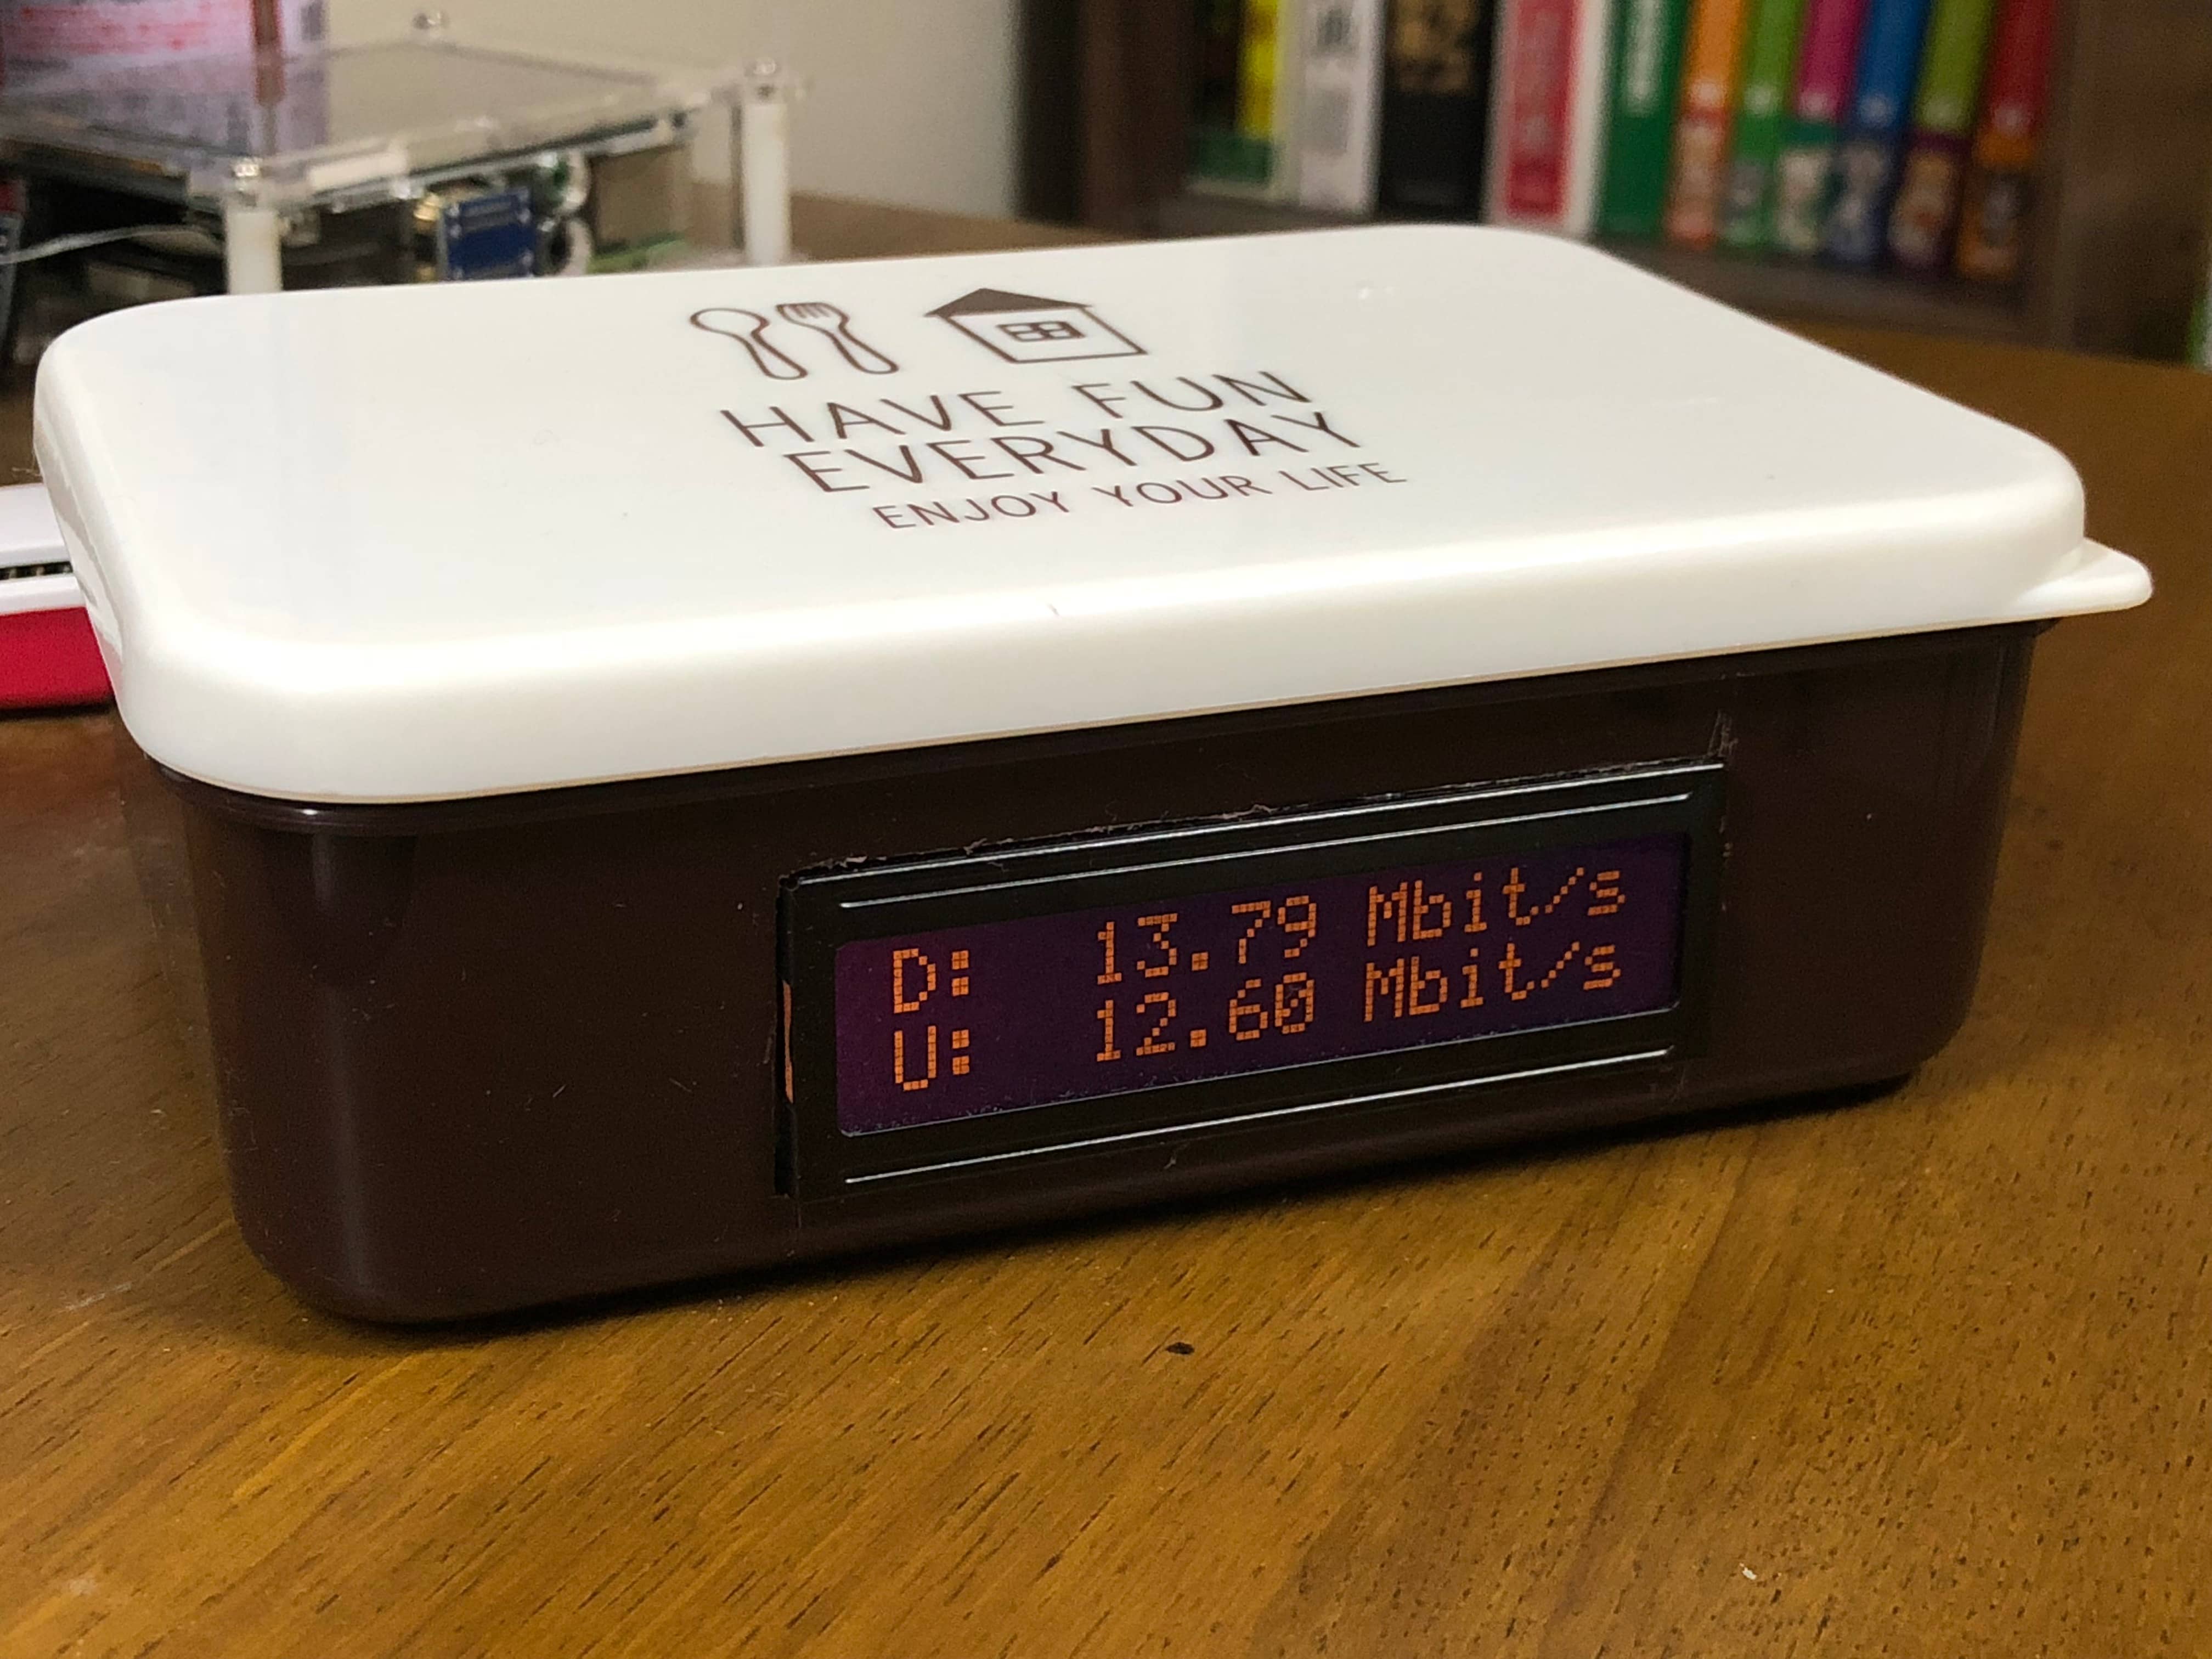 HAVE FUN
EVERYDAY
ENJOY YOUR LIFE
D: 13.79 Mbit/s
U: 12.60 Mbit/s